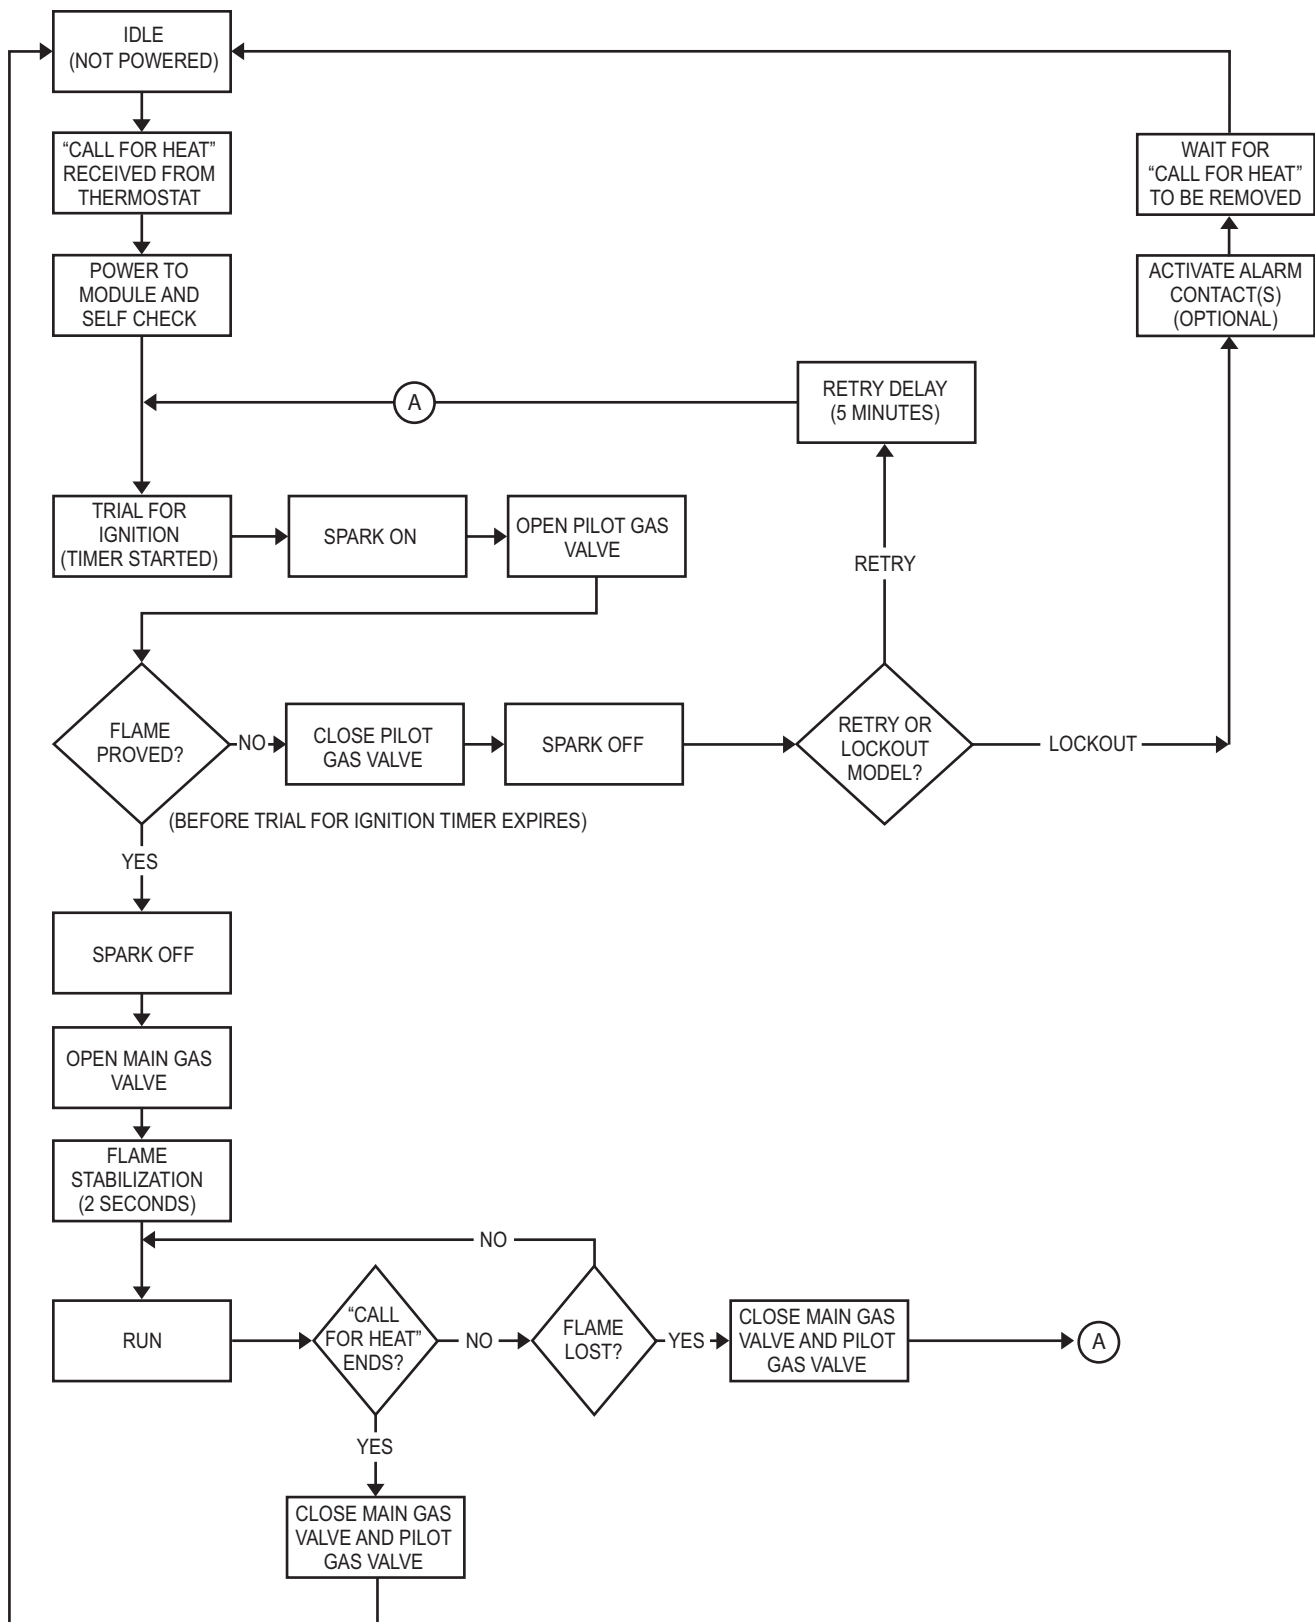 IDLE
(NOT POWERED)
“CALL FOR HEAT”
RECEIVED FROM
THERMOSTAT
WAIT FOR
“CALL FOR HEAT”
TO BE REMOVED
POWER TO
MODULE AND
SELF CHECK
ACTIVATE ALARM
CONTACT(S)
(OPTIONAL)
A
RETRY DELAY
(5 MINUTES)
TRIAL FOR
IGNITION
(TIMER STARTED)
SPARK ON
OPEN PILOT GAS
VALVE
RETRY
FLAME
PROVED?
NO
CLOSE PILOT
GAS VALVE
SPARK OFF
RETRY OR
LOCKOUT
MODEL?
LOCKOUT
(BEFORE TRIAL FOR IGNITION TIMER EXPIRES)
YES
SPARK OFF
OPEN MAIN GAS
VALVE
FLAME
STABILIZATION
(2 SECONDS)
NO
RUN
“CALL
FOR HEAT”
ENDS?
NO
FLAME
LOST?
YES
CLOSE MAIN GAS
VALVE AND PILOT
GAS VALVE
A
YES
CLOSE MAIN GAS
VALVE AND PILOT
GAS VALVE